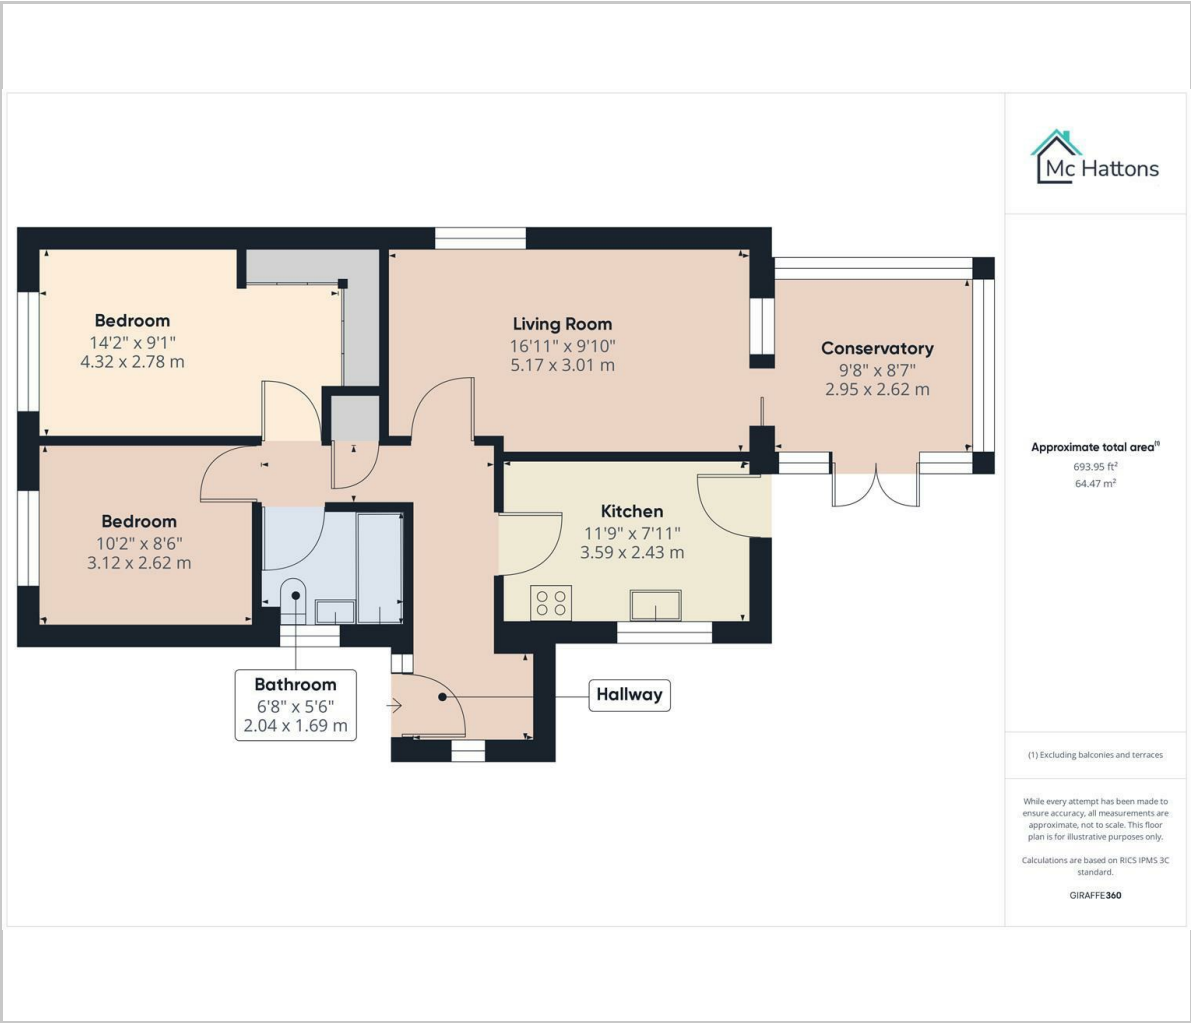 Mc Hattons
Bedroom
14'2" x 9'1"
4.32 x 2.78 m
Living Room
16'11" x 9'10"
5.17 x 3.01 m
Conservatory
9'8" x 8'7"
2.95 x 2.62 m
Bedroom
10'2" x 8'6"
3.12 x 2.62 m
Kitchen
11'9" x 7'11"
3.59 x 2.43 m
Bathroom
6'8" x 5'6"
2.04 x 1.69 m
Hallway
Approximate total area⁽¹⁾
693.95 ft²
64.47 m²
(1) Excluding balconies and terraces
While every attempt has been made to
ensure accuracy, all measurements are
approximate, not to scale. This floor
plan is for illustrative purposes only.
Calculations are based on RICS IPMS 3C
standard.
GIRAFFE360